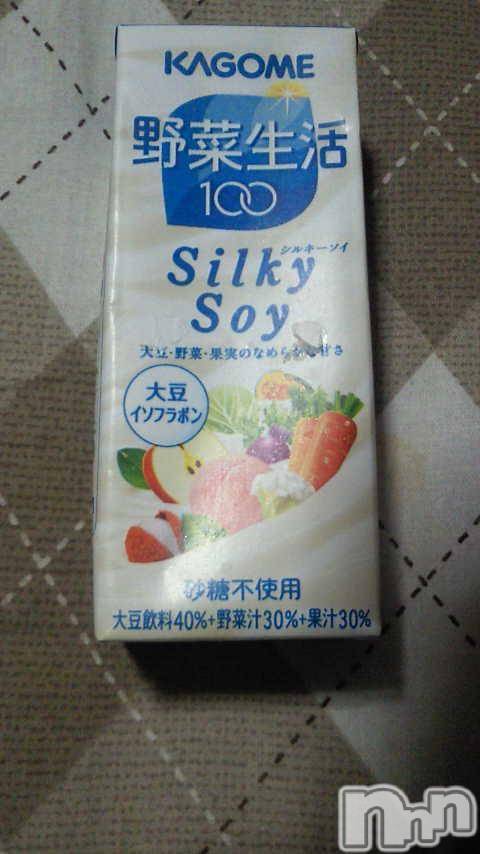 KAGOME
野菜生活
100
シルキーソイ
Silky
Soy
大豆・野菜・果実のなめらかな甘さ
大豆
イソフラボン
砂糖不使用
大豆飲料40%+野菜汁30%+果汁30%
nnn